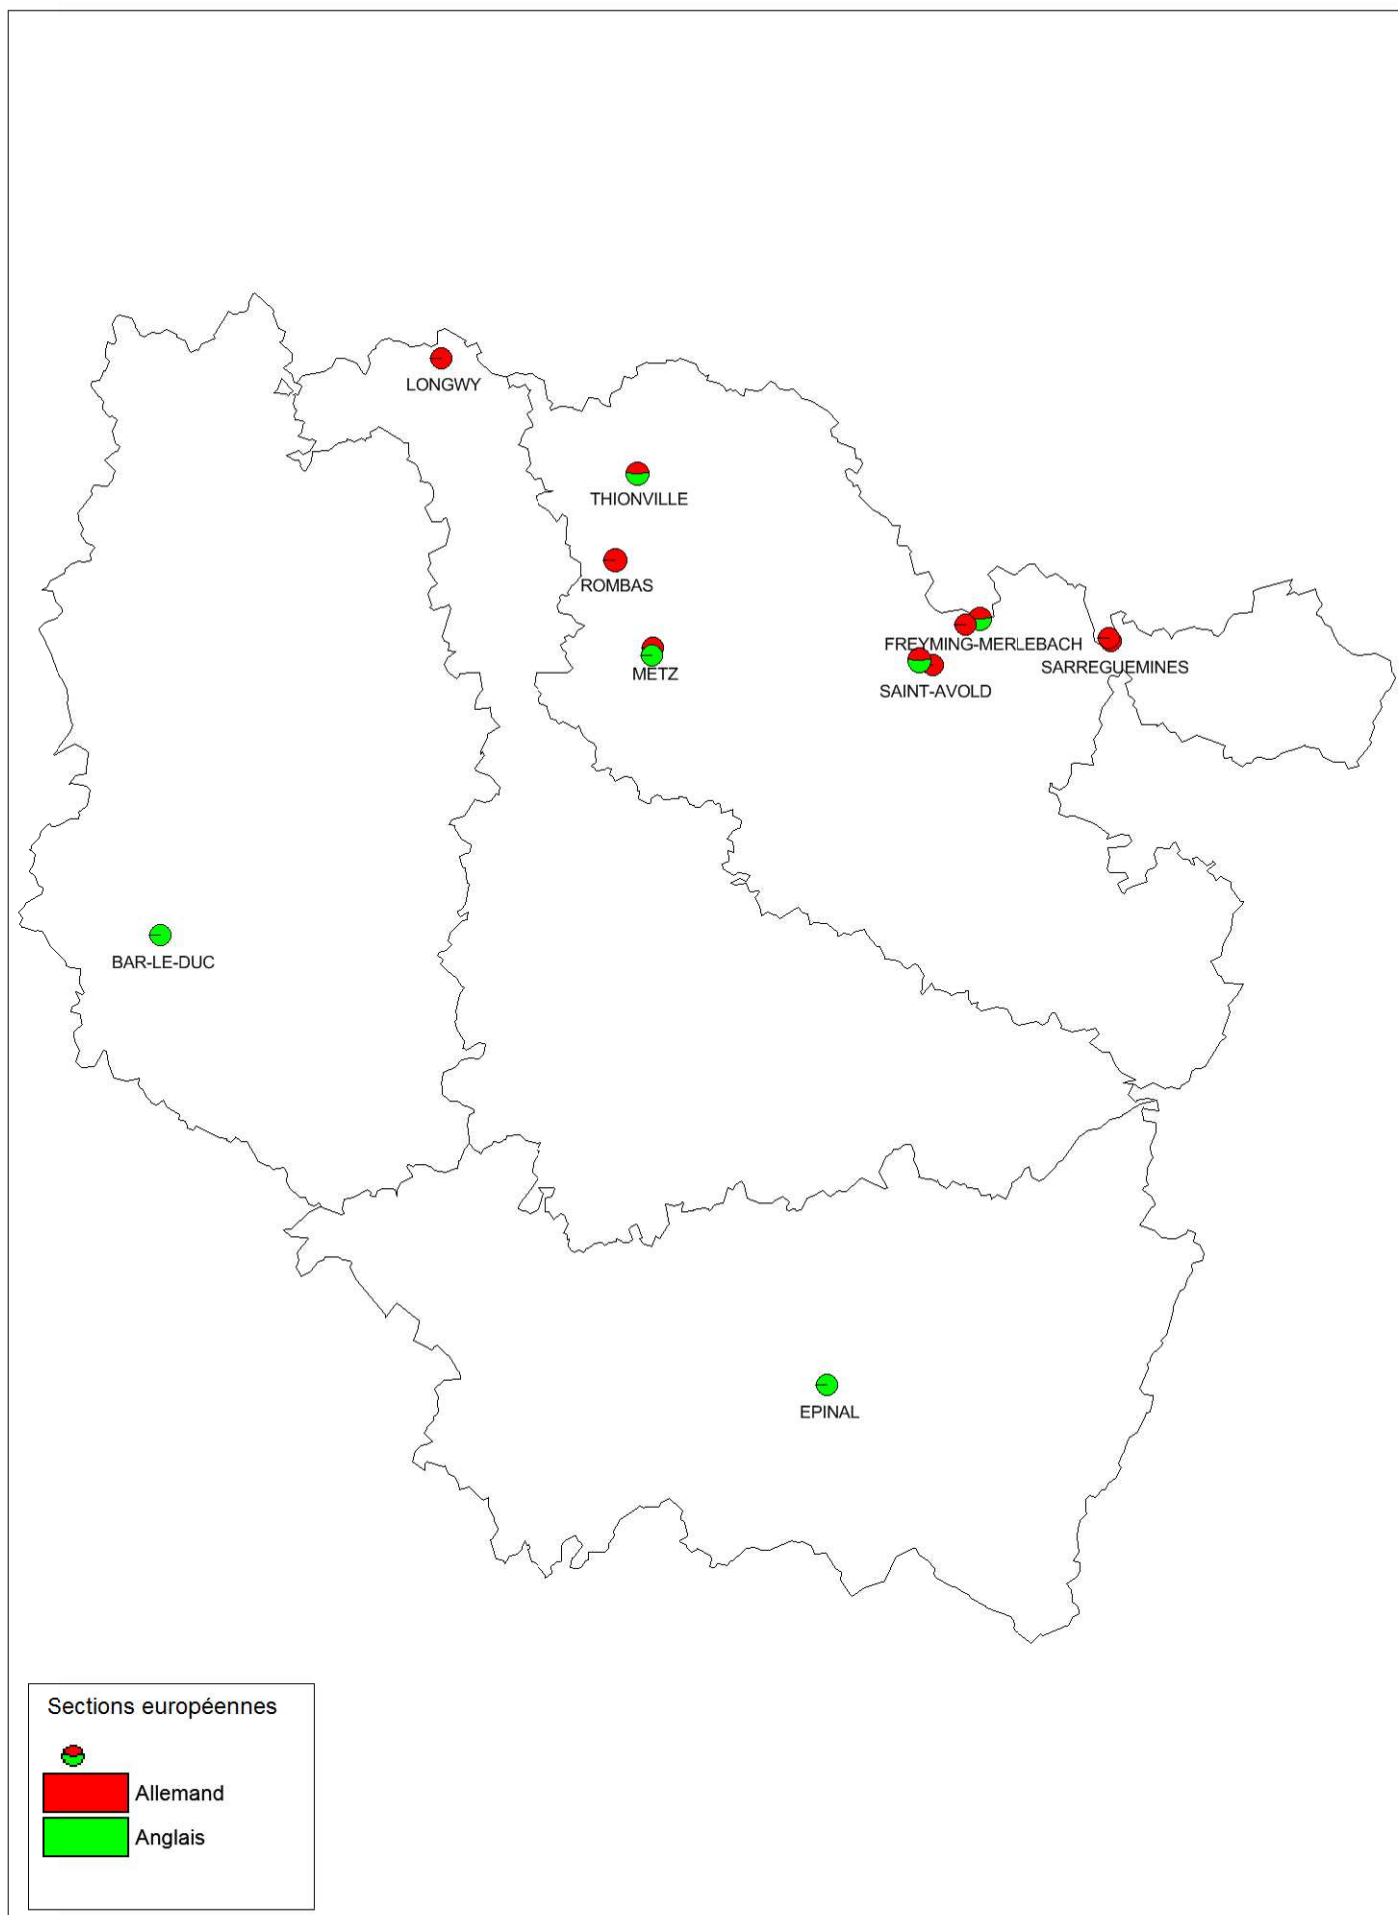 LONGWY
THIONVILLE
ROMBAS
FREYMING-MERLEBACH
SARREGUEMINES
METZ
SAINT-AVOLD
BAR-LE-DUC
EPINAL
Sections européennes
Allemand
Anglais